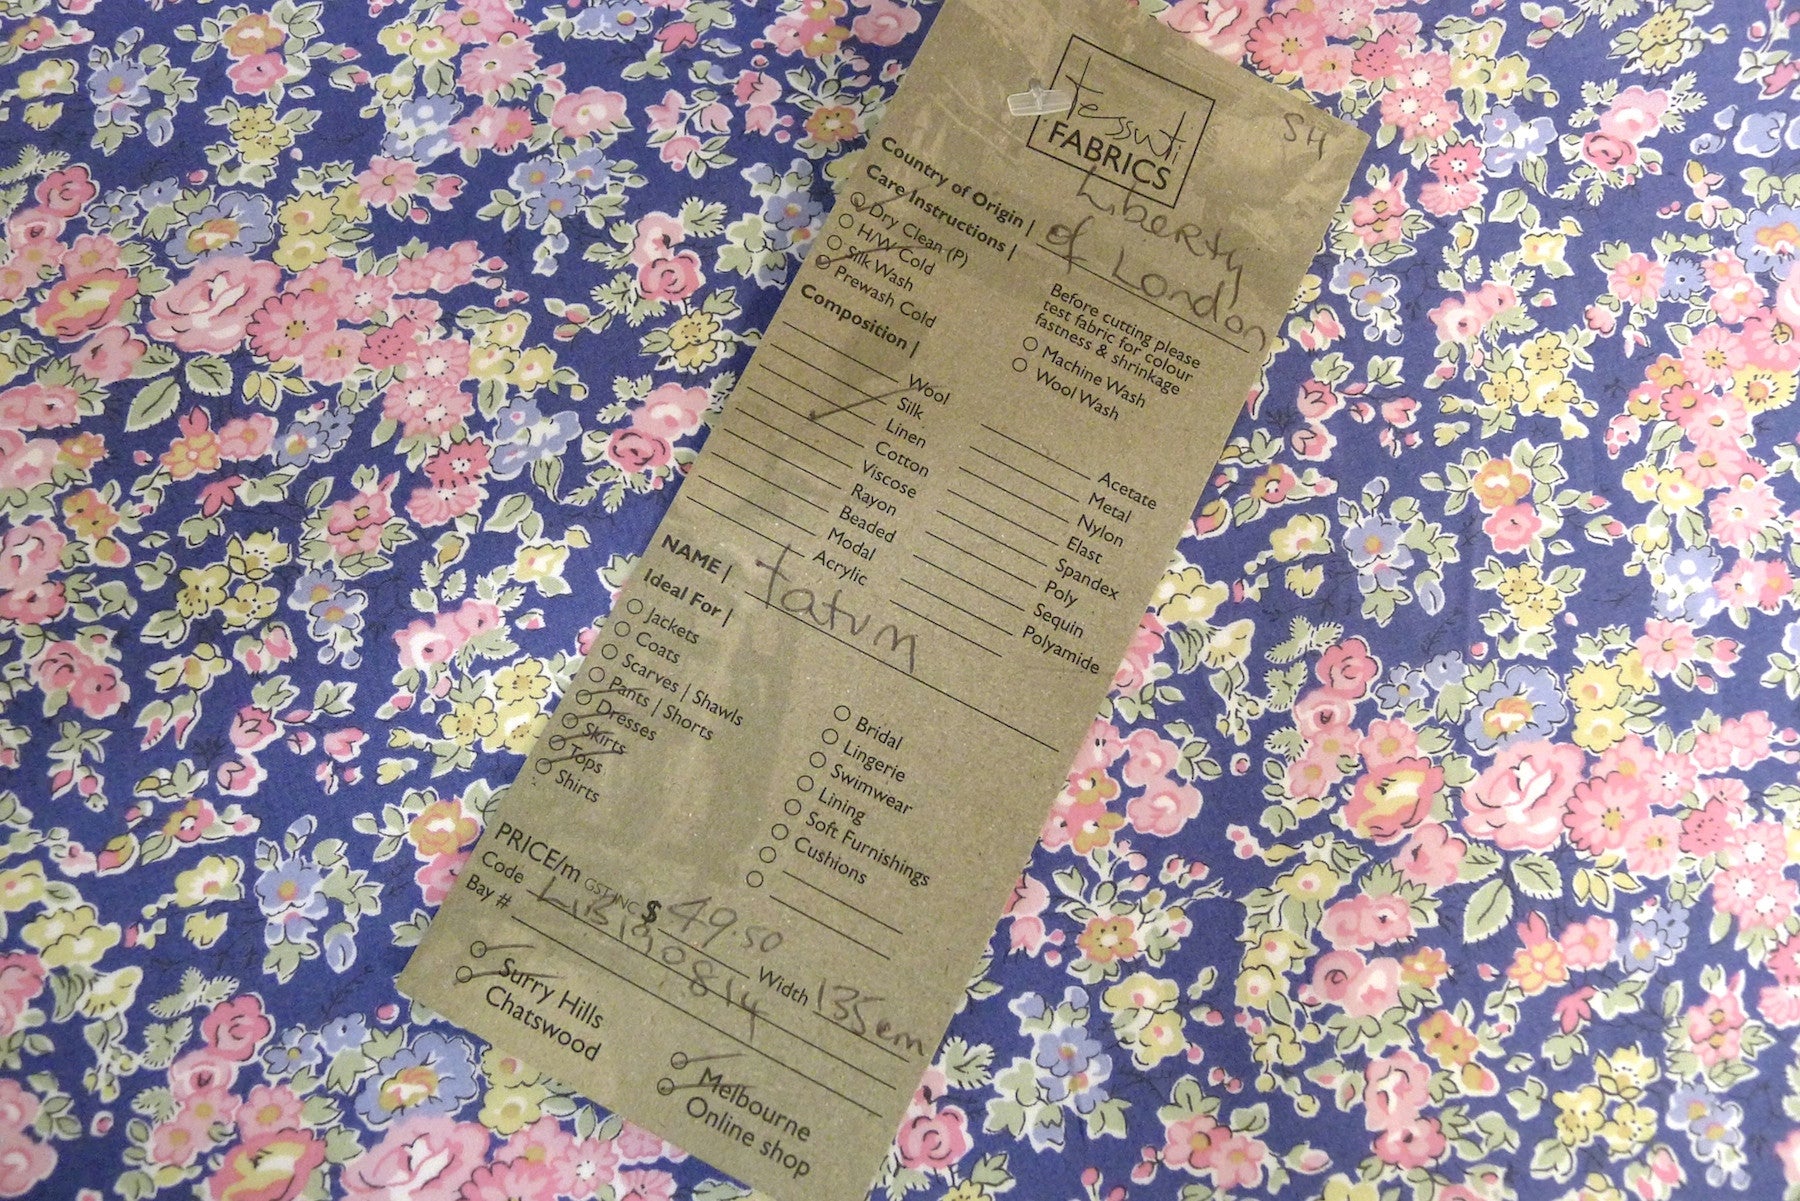 Tessuti
FABRICS
SH
Country of Origin | Liberty
of London
Care Instructions |
Dry Clean (P)
H/W Cold
Silk Wash
Prewash Cold
Before cutting please
test fabric for colour
fastness & shrinkage
Machine Wash
Wool Wash
Composition |
Wool
Silk
Linen
Cotton
Viscose
Rayon
Beaded
Modal
Acrylic
Acetate
Metal
Nylon
Elast
Spandex
Poly
Sequin
Polyamide
NAME | tatum
Ideal For |
Jackets
Coats
Scarves | Shawls
Pants | Shorts
Dresses
Skirts
Tops
Shirts
Bridal
Lingerie
Swimwear
Lining
Soft Furnishings
Cushions
PRICE/m GST INC $ 49.50 Width 135cm
Code LIB190814
Bay #
Surry Hills
Chatswood
Melbourne
Online shop